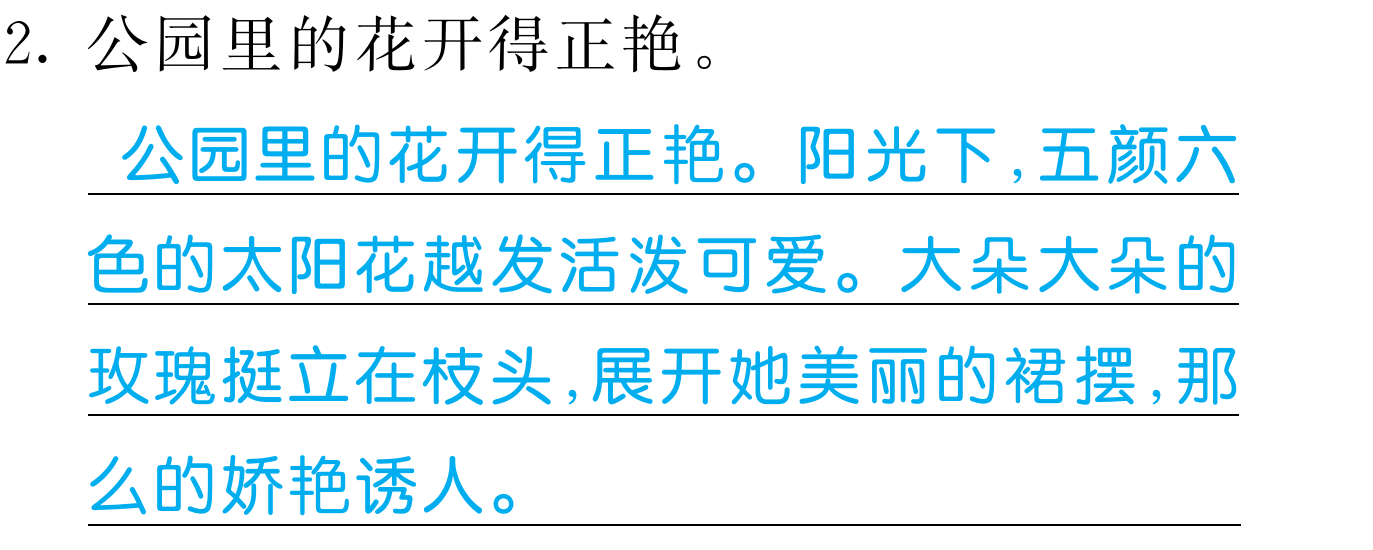 2. 公园里的花开得正艳。
公园里的花开得正艳。阳光下,五颜六
色的太阳花越发活泼可爱。大朵大朵的
玫瑰挺立在枝头,展开她美丽的裙摆,那
么的娇艳诱人。